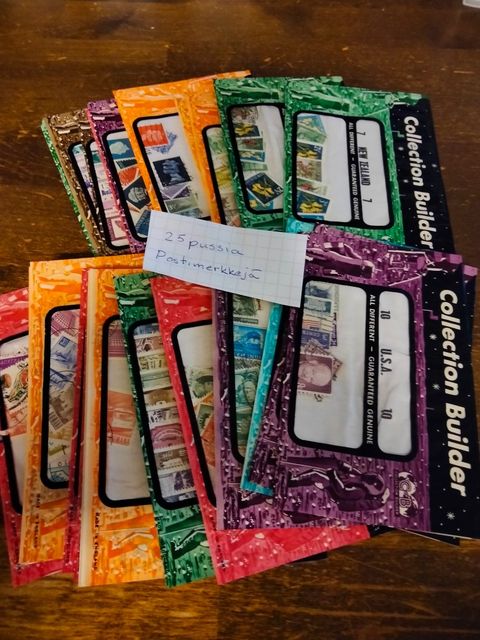 Collection Builder
7 NEW ZEALAND 7
ALL DIFFERENT - GUARANTEED GENUINE
25 pussia
Postimerkkejä
Collection Builder
10 U.S.A. 10
ALL DIFFERENT - GUARANTEED GENUINE